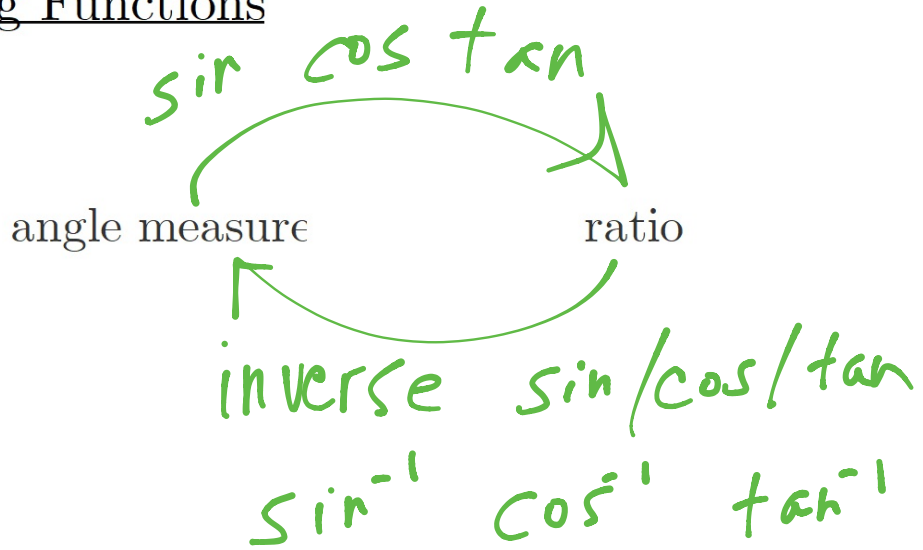 g Functions
sin cos tan
angle measure ratio
inverse sin/cos/tan
sin⁻¹ cos⁻¹ tan⁻¹